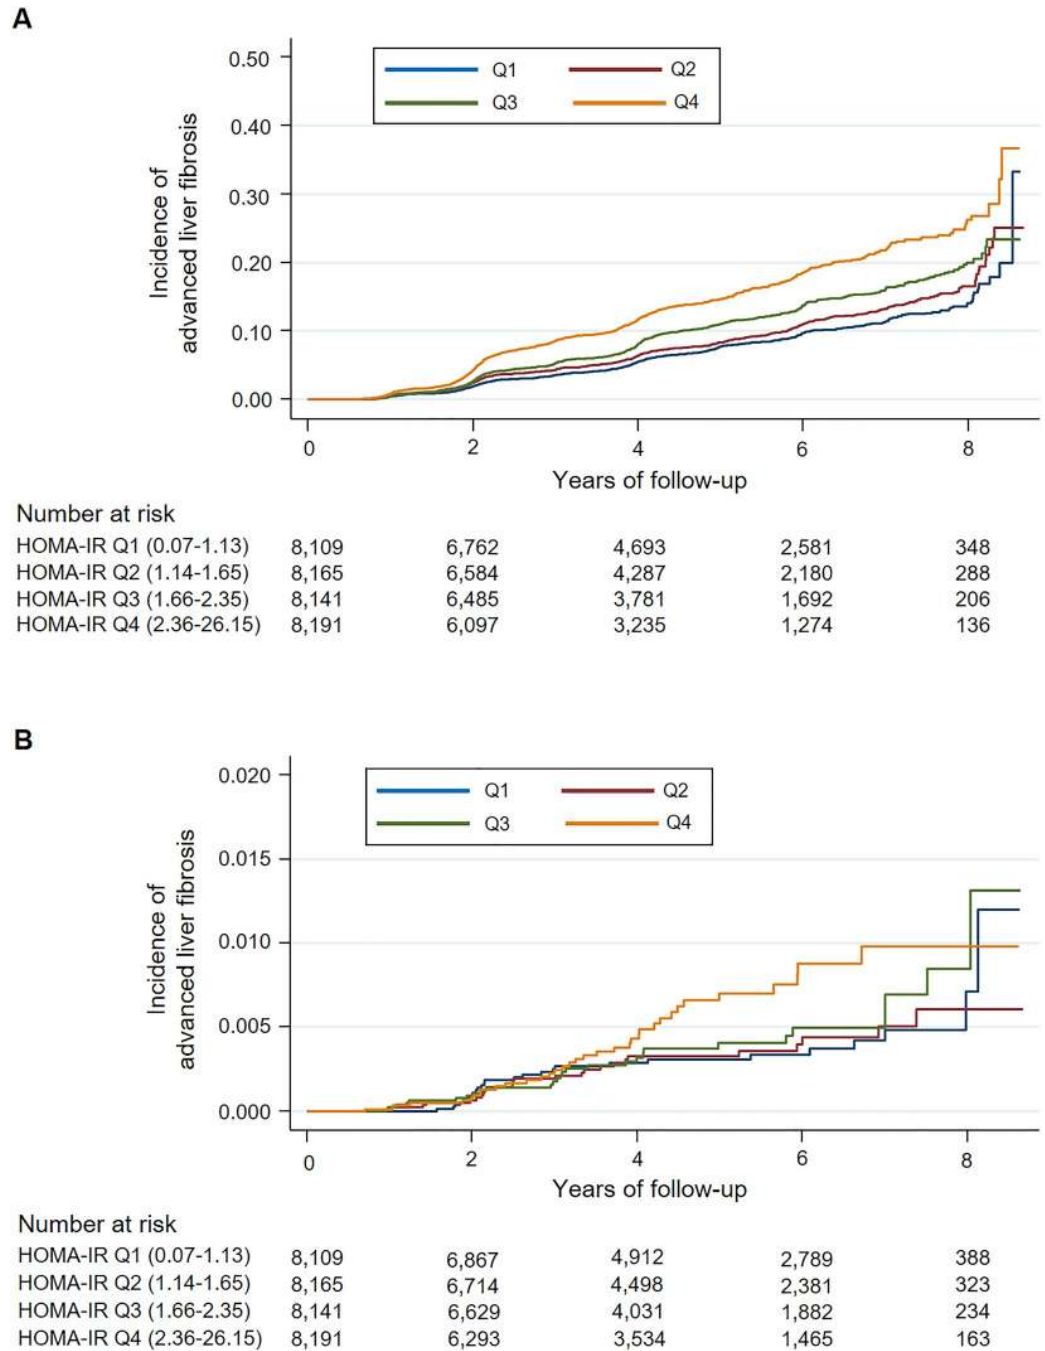 A
0.50
0.40
0.30
0.20
0.10
0.00
Incidence of
advanced liver fibrosis
Q1 Q2
Q3 Q4
0 2 4 6 8
Years of follow-up
Number at risk
HOMA-IR Q1 (0.07-1.13) 8,109 6,762 4,693 2,581 348
HOMA-IR Q2 (1.14-1.65) 8,165 6,584 4,287 2,180 288
HOMA-IR Q3 (1.66-2.35) 8,141 6,485 3,781 1,692 206
HOMA-IR Q4 (2.36-26.15) 8,191 6,097 3,235 1,274 136
B
0.020
0.015
0.010
0.005
0.000
Incidence of
advanced liver fibrosis
Q1 Q2
Q3 Q4
0 2 4 6 8
Years of follow-up
Number at risk
HOMA-IR Q1 (0.07-1.13) 8,109 6,867 4,912 2,789 388
HOMA-IR Q2 (1.14-1.65) 8,165 6,714 4,498 2,381 323
HOMA-IR Q3 (1.66-2.35) 8,141 6,629 4,031 1,882 234
HOMA-IR Q4 (2.36-26.15) 8,191 6,293 3,534 1,465 163